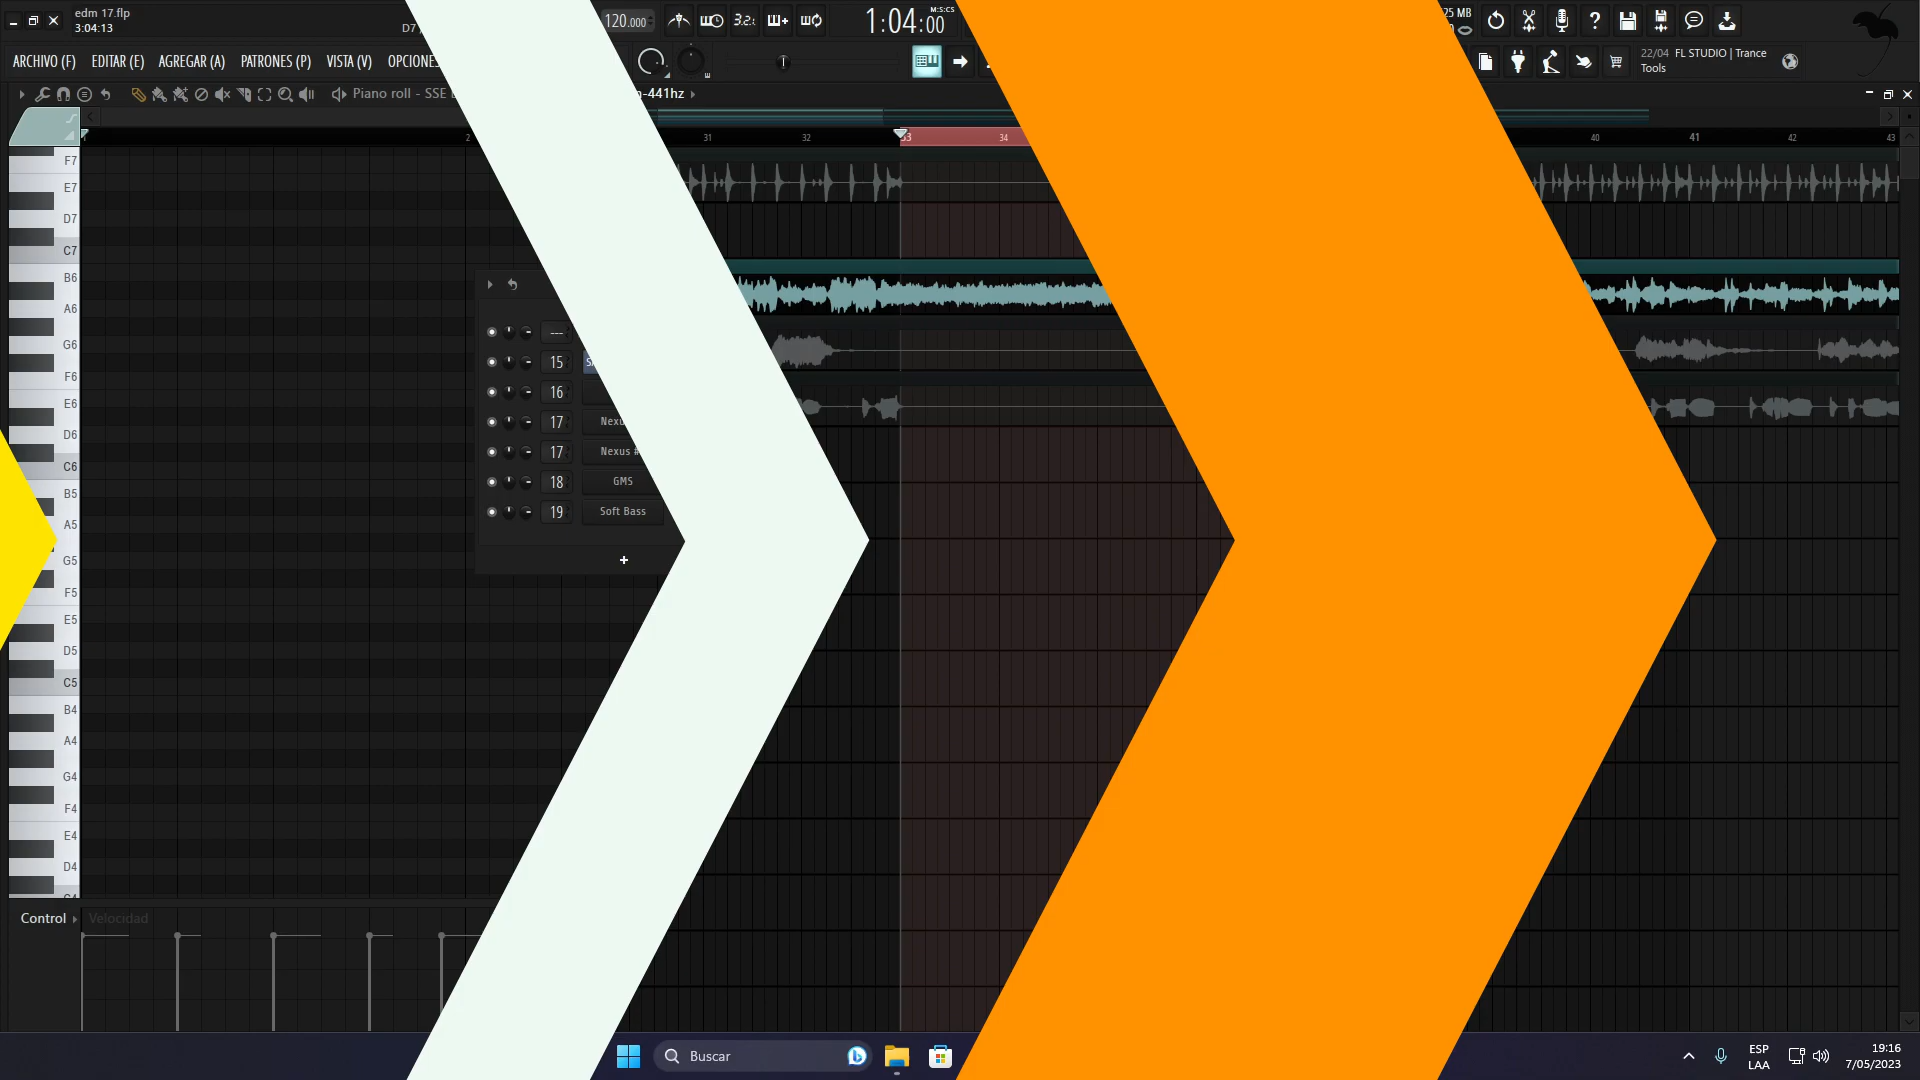 edm 17.flp
3:04:13
D7
120.000
3.2:
1:04:00
M:S:CS
25 MB
ARCHIVO (F) EDITAR (E) AGREGAR (A) PATRONES (P) VISTA (V) OPCIONES
22/04 FL STUDIO | Trance
Tools
Piano roll - SSE
-441hz
2 31 32 33 34 40 41 42 43
F7
E7
D7
C7
B6
A6
G6
F6
E6
D6
C6
B5
A5
G5
F5
E5
D5
C5
B4
A4
G4
F4
E4
D4
C4
---
15
16
17
17 Nexus #
18 GMS
19 Soft Bass
+
Control Velocidad
Buscar
ESP
LAA
19:16
7/05/2023